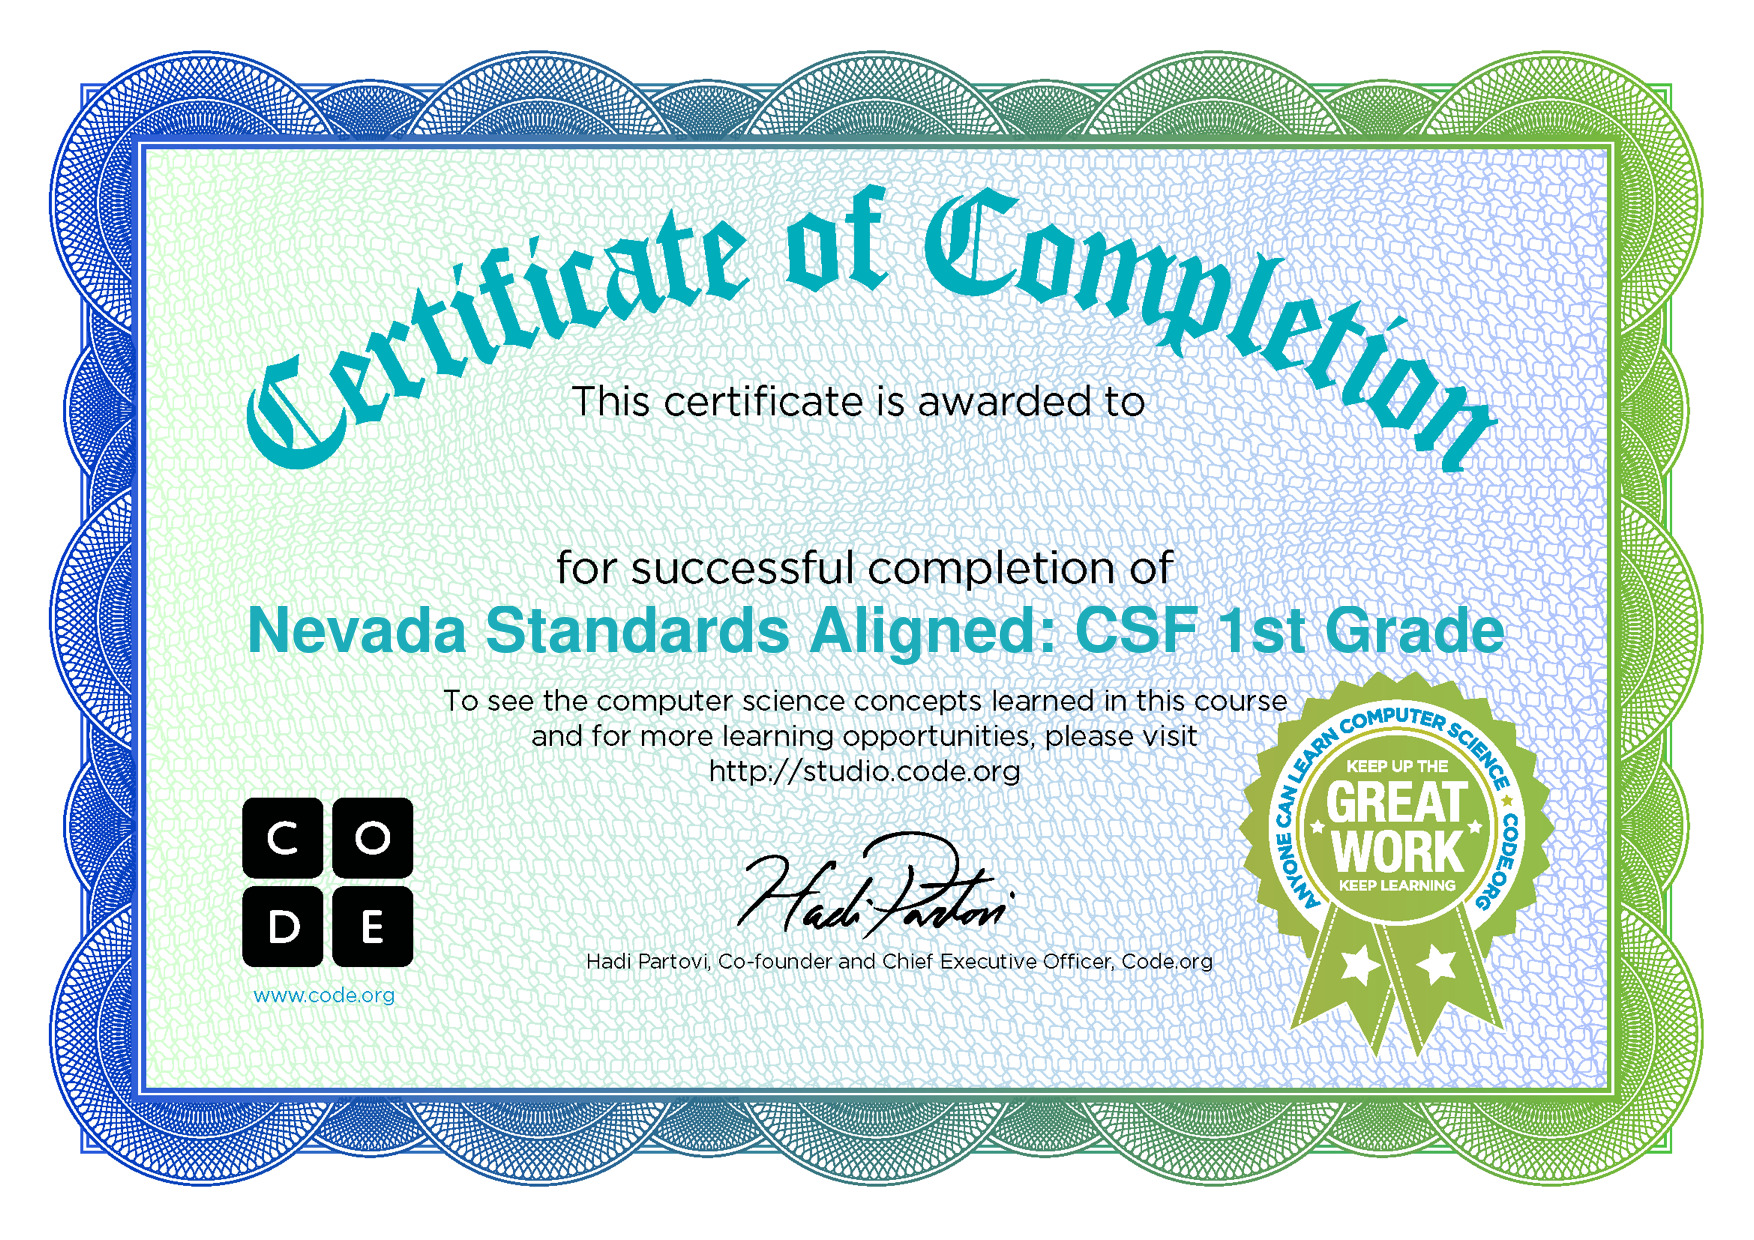 Certificate of Completion
This certificate is awarded to
for successful completion of
Nevada Standards Aligned: CSF 1st Grade
To see the computer science concepts learned in this course
and for more learning opportunities, please visit
http://studio.code.org
C O
D E
www.code.org
Hadi Partovi
Hadi Partovi, Co-founder and Chief Executive Officer, Code.org
ANYONE CAN LEARN COMPUTER SCIENCE ★ CODE.ORG
KEEP UP THE
GREAT
WORK
KEEP LEARNING